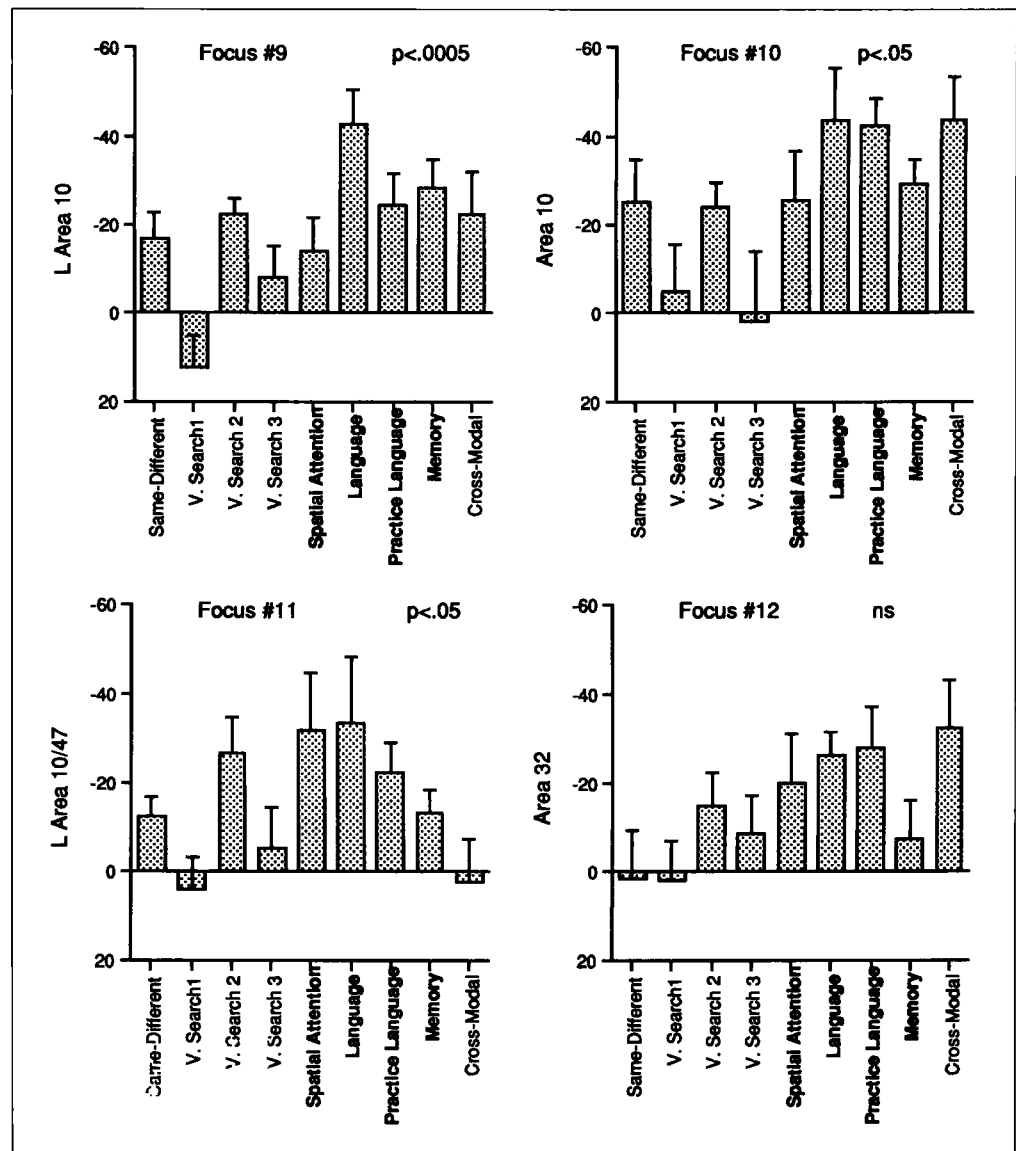 Focus #9 p<.0005
L Area 10
-60
-40
-20
0
20
Same-Different
V. Search1
V. Search 2
V. Search 3
Spatial Attention
Language
Practice Language
Memory
Cross-Modal
Focus #10 p<.05
Area 10
-60
-40
-20
0
20
Same-Different
V. Search1
V. Search 2
V. Search 3
Spatial Attention
Language
Practice Language
Memory
Cross-Modal
Focus #11 p<.05
L Area 10/47
-60
-40
-20
0
20
Same-Different
V. Search1
V. Search 2
V. Search 3
Spatial Attention
Language
Practice Language
Memory
Cross-Modal
Focus #12 ns
Area 32
-60
-40
-20
0
20
Same-Different
V. Search1
V. Search 2
V. Search 3
Spatial Attention
Language
Practice Language
Memory
Cross-Modal